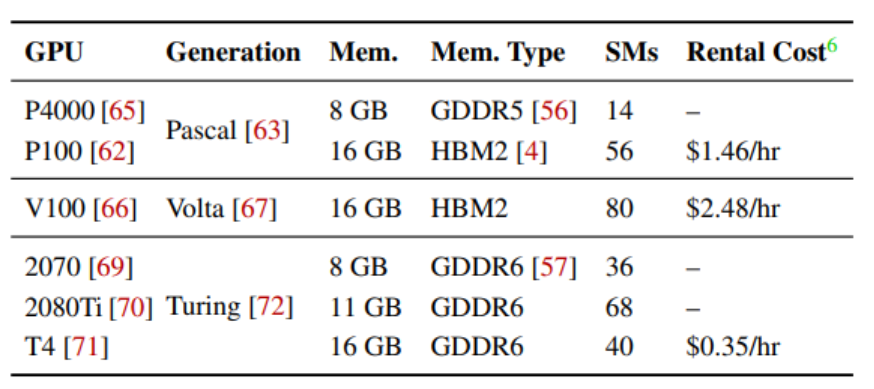 GPU Generation Mem. Mem. Type SMs Rental Cost6
P4000 [65] 8 GB GDDR5 [56] 14 –
Pascal [63]
P100 [62] 16 GB HBM2 [4] 56 $1.46/hr
V100 [66] Volta [67] 16 GB HBM2 80 $2.48/hr
2070 [69] 8 GB GDDR6 [57] 36 –
2080Ti [70] Turing [72] 11 GB GDDR6 68 –
T4 [71] 16 GB GDDR6 40 $0.35/hr